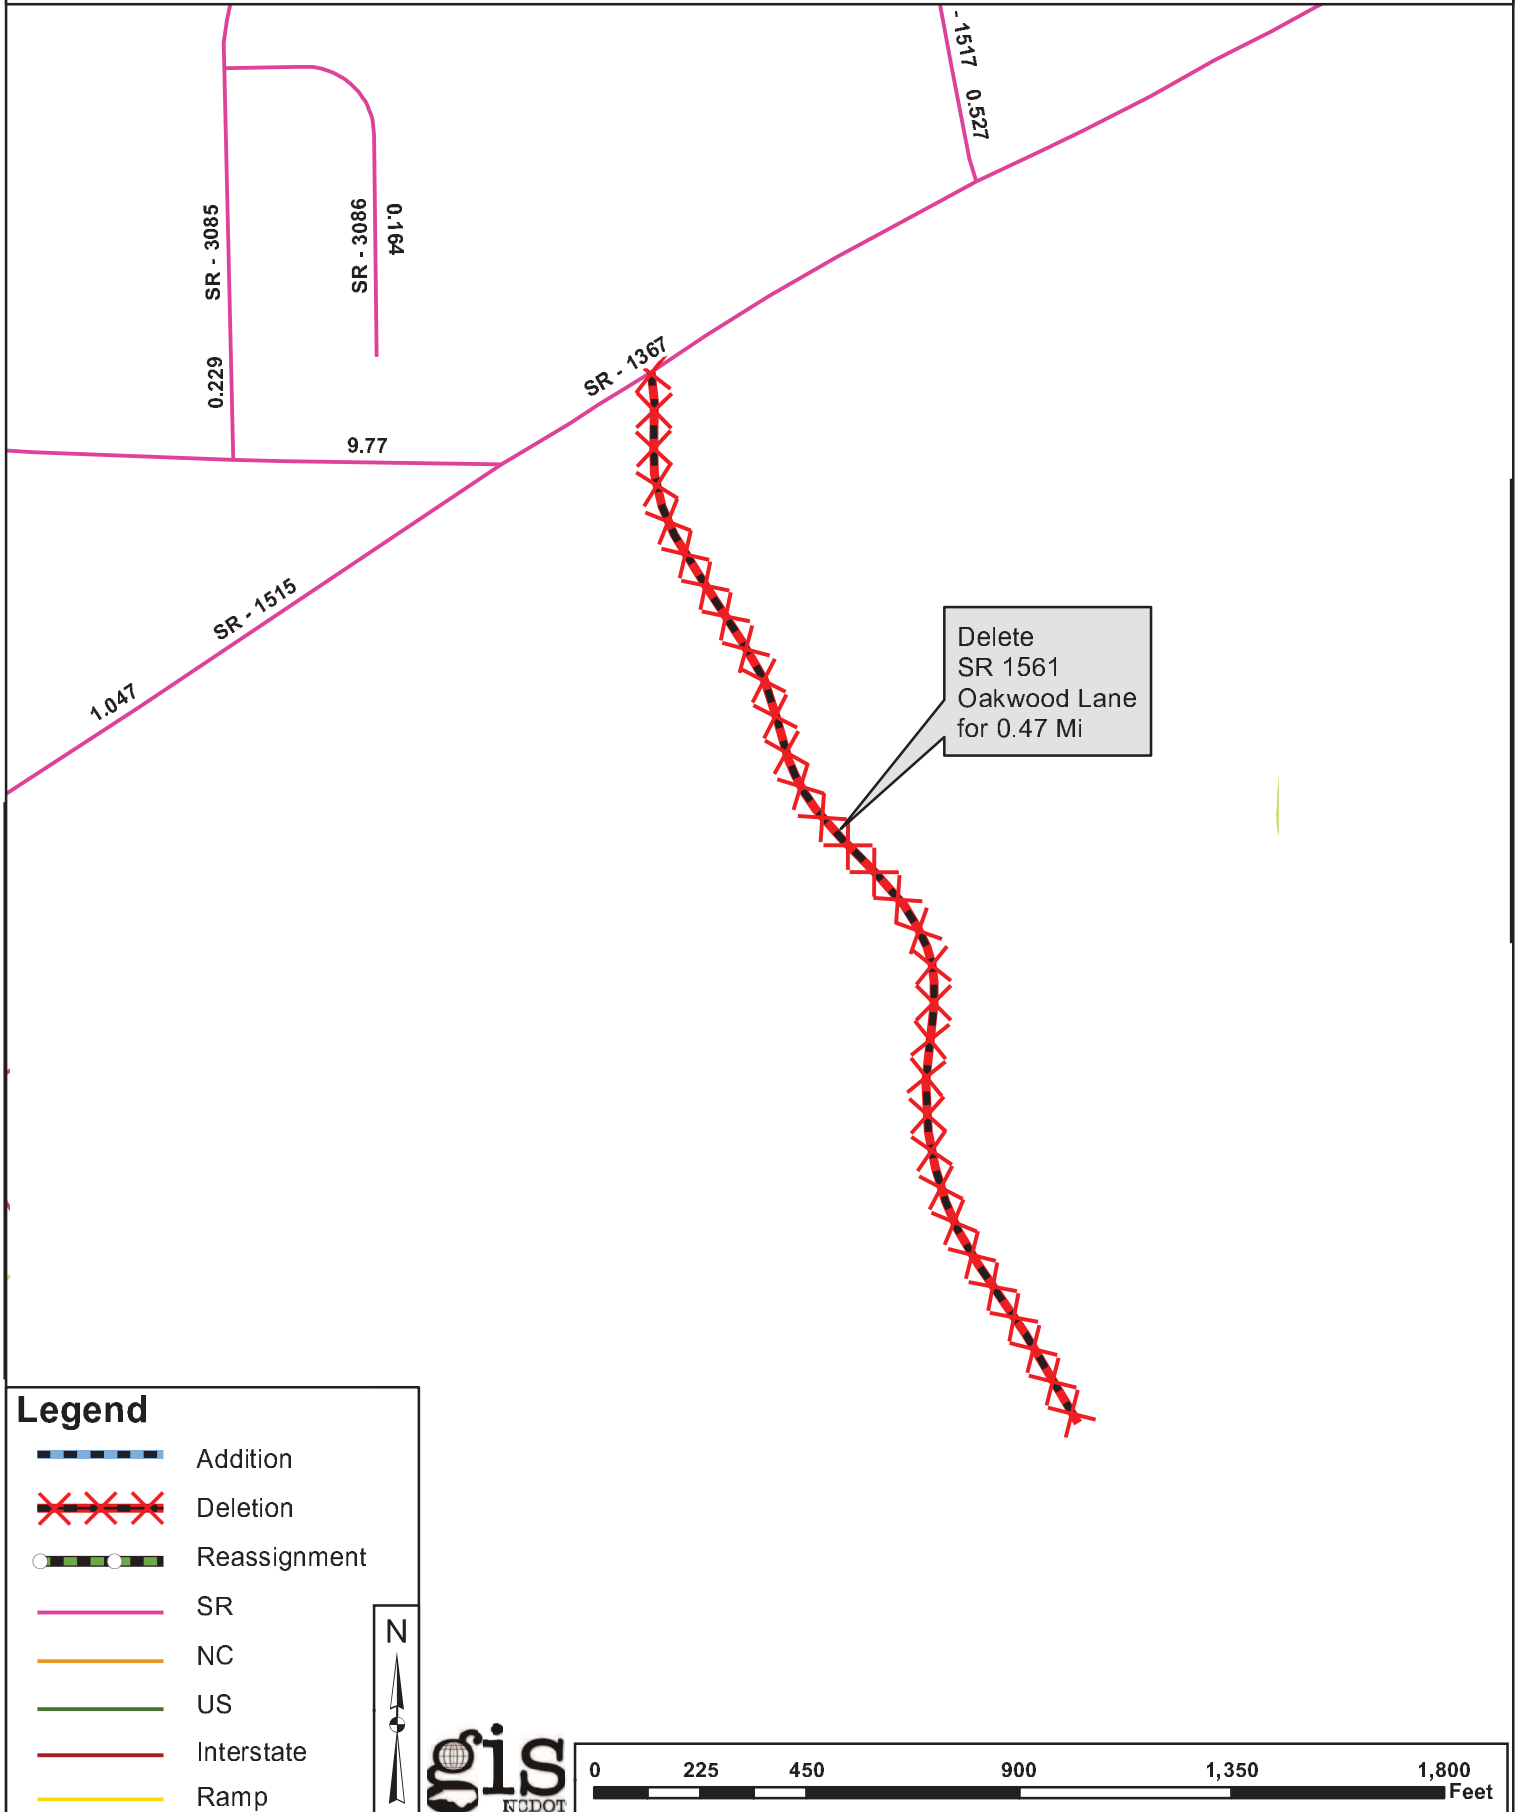 - 1517 0.527
SR - 3085 0.229
SR - 3086
0.164
SR - 1367
9.77
SR - 1515
1.047
Delete
SR 1561
Oakwood Lane
for 0.47 Mi
Legend
Addition
Deletion
Reassignment
SR
NC
US
Interstate
Ramp
N
gis
NCDOT
0 225 450 900 1,350 1,800
Feet